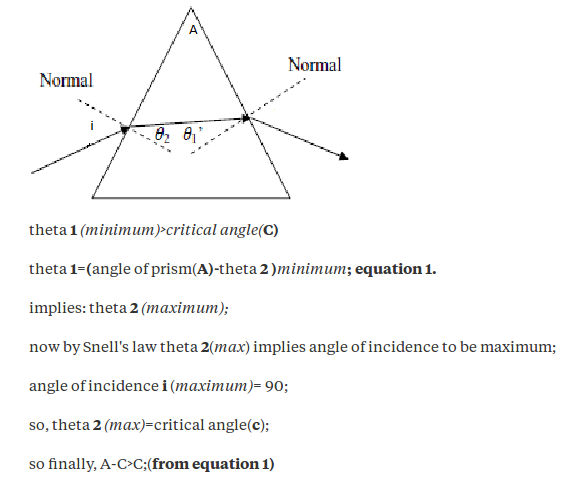 A
Normal
Normal
i
θ2 θ1'
theta 1 (minimum)>critical angle(C)
theta 1=(angle of prism(A)-theta 2 )minimum; equation 1.
implies: theta 2 (maximum);
now by Snell's law theta 2(max) implies angle of incidence to be maximum;
angle of incidence i (maximum)= 90;
so, theta 2 (max)=critical angle(c);
so finally, A-C>C;(from equation 1)